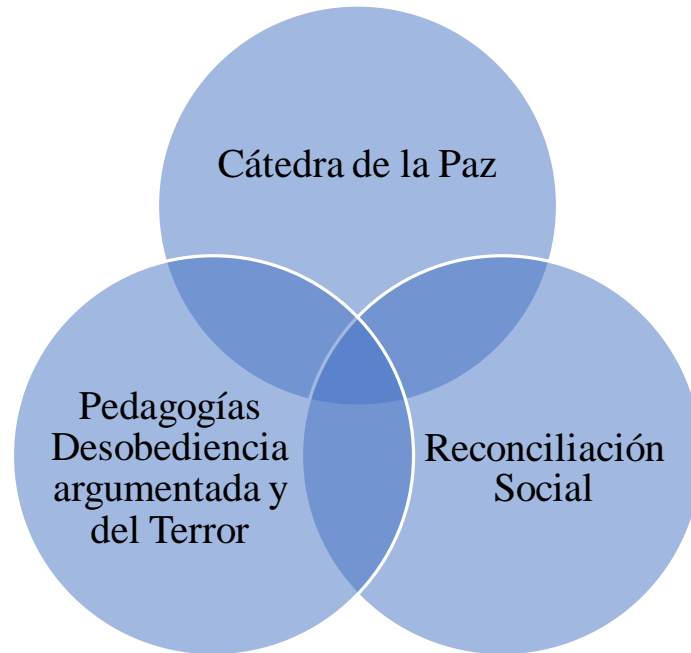 Cátedra de la Paz
Pedagogías
Desobediencia
argumentada y
del Terror
Reconciliación
Social